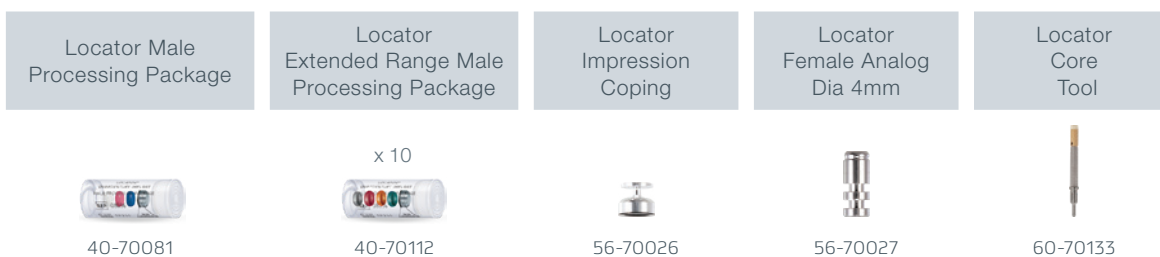 Locator Male
Processing Package
Locator
Extended Range Male
Processing Package
Locator
Impression
Coping
Locator
Female Analog
Dia 4mm
Locator
Core
Tool
x 10
40-70081
40-70112
56-70026
56-70027
60-70133